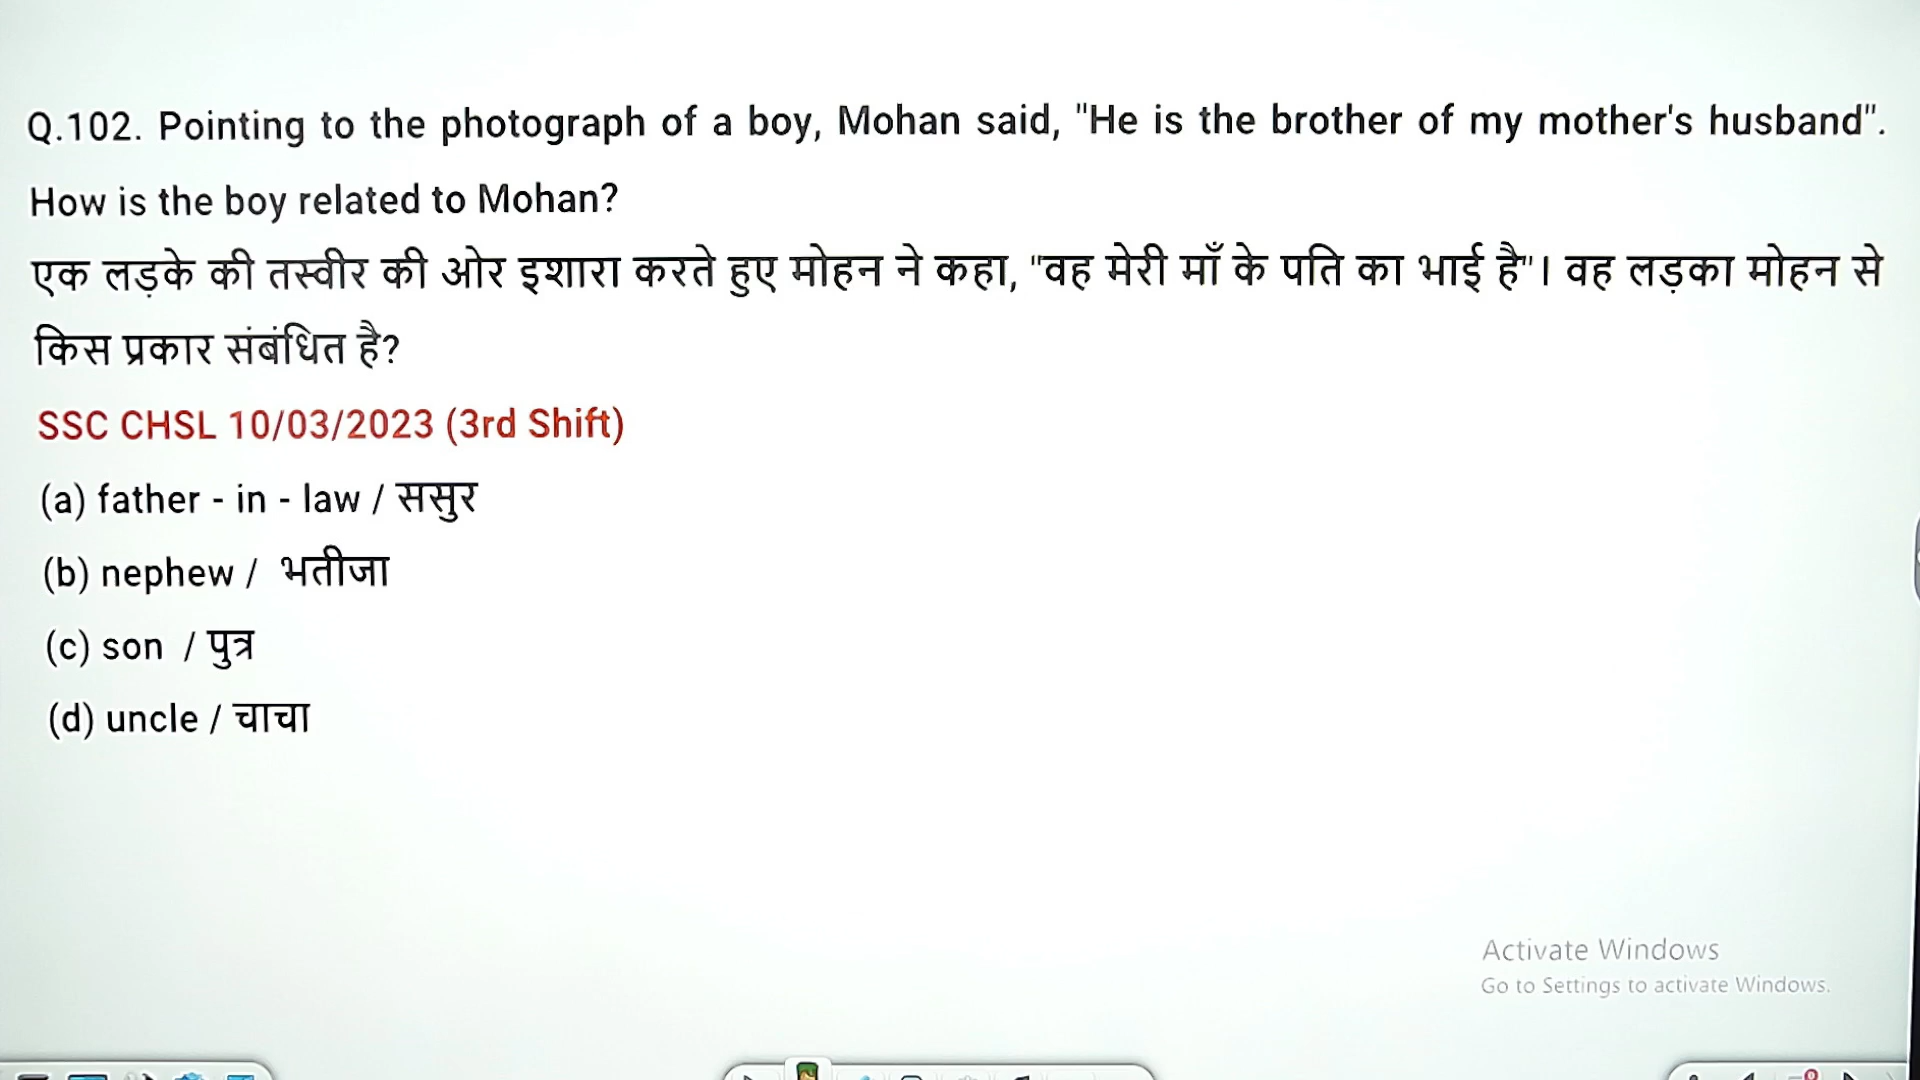 Q.102. Pointing to the photograph of a boy, Mohan said, "He is the brother of my mother's husband".
How is the boy related to Mohan?
एक लड़के की तस्वीर की ओर इशारा करते हुए मोहन ने कहा, "वह मेरी माँ के पति का भाई है"। वह लड़का मोहन से
किस प्रकार संबंधित है?
SSC CHSL 10/03/2023 (3rd Shift)
(a) father - in - law / ससुर
(b) nephew / भतीजा
(c) son / पुत्र
(d) uncle / चाचा
Activate Windows
Go to Settings to activate Windows.